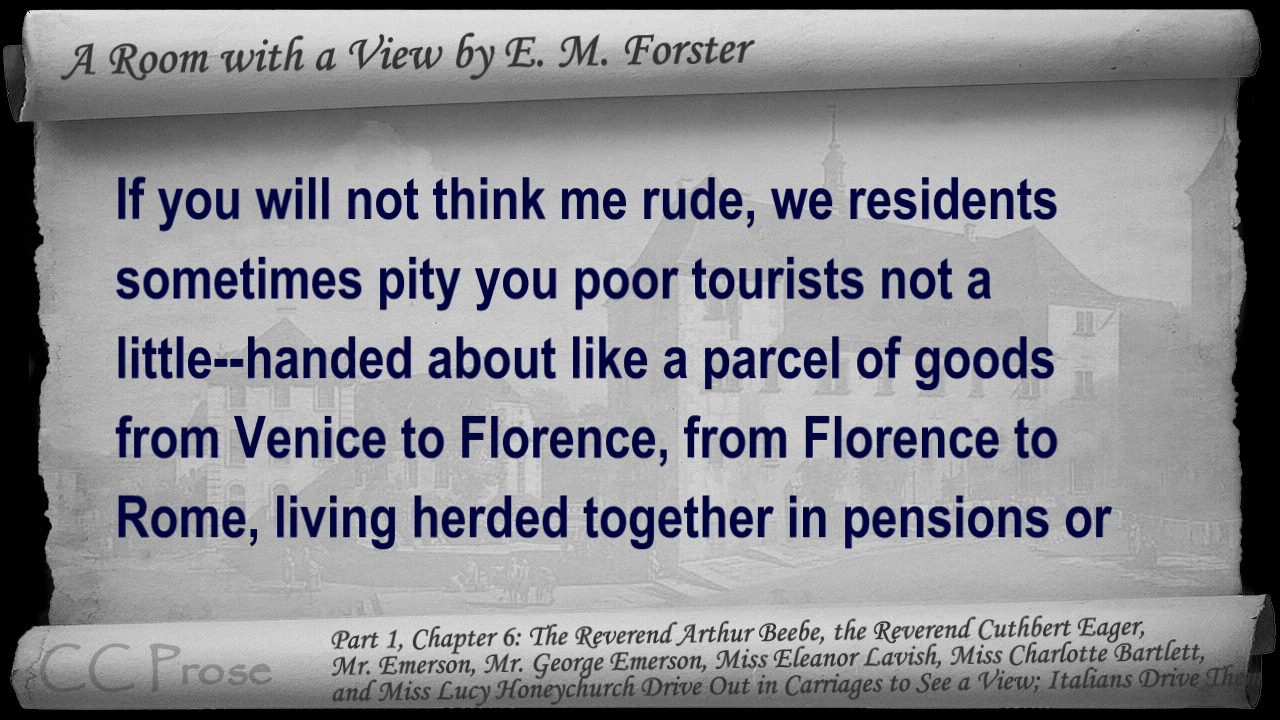 A Room with a View by E. M. Forster
If you will not think me rude, we residents
sometimes pity you poor tourists not a
little--handed about like a parcel of goods
from Venice to Florence, from Florence to
Rome, living herded together in pensions or
CC Prose
Part 1, Chapter 6: The Reverend Arthur Beebe, the Reverend Cuthbert Eager,
Mr. Emerson, Mr. George Emerson, Miss Eleanor Lavish, Miss Charlotte Bartlett,
and Miss Lucy Honeychurch Drive Out in Carriages to See a View; Italians Drive